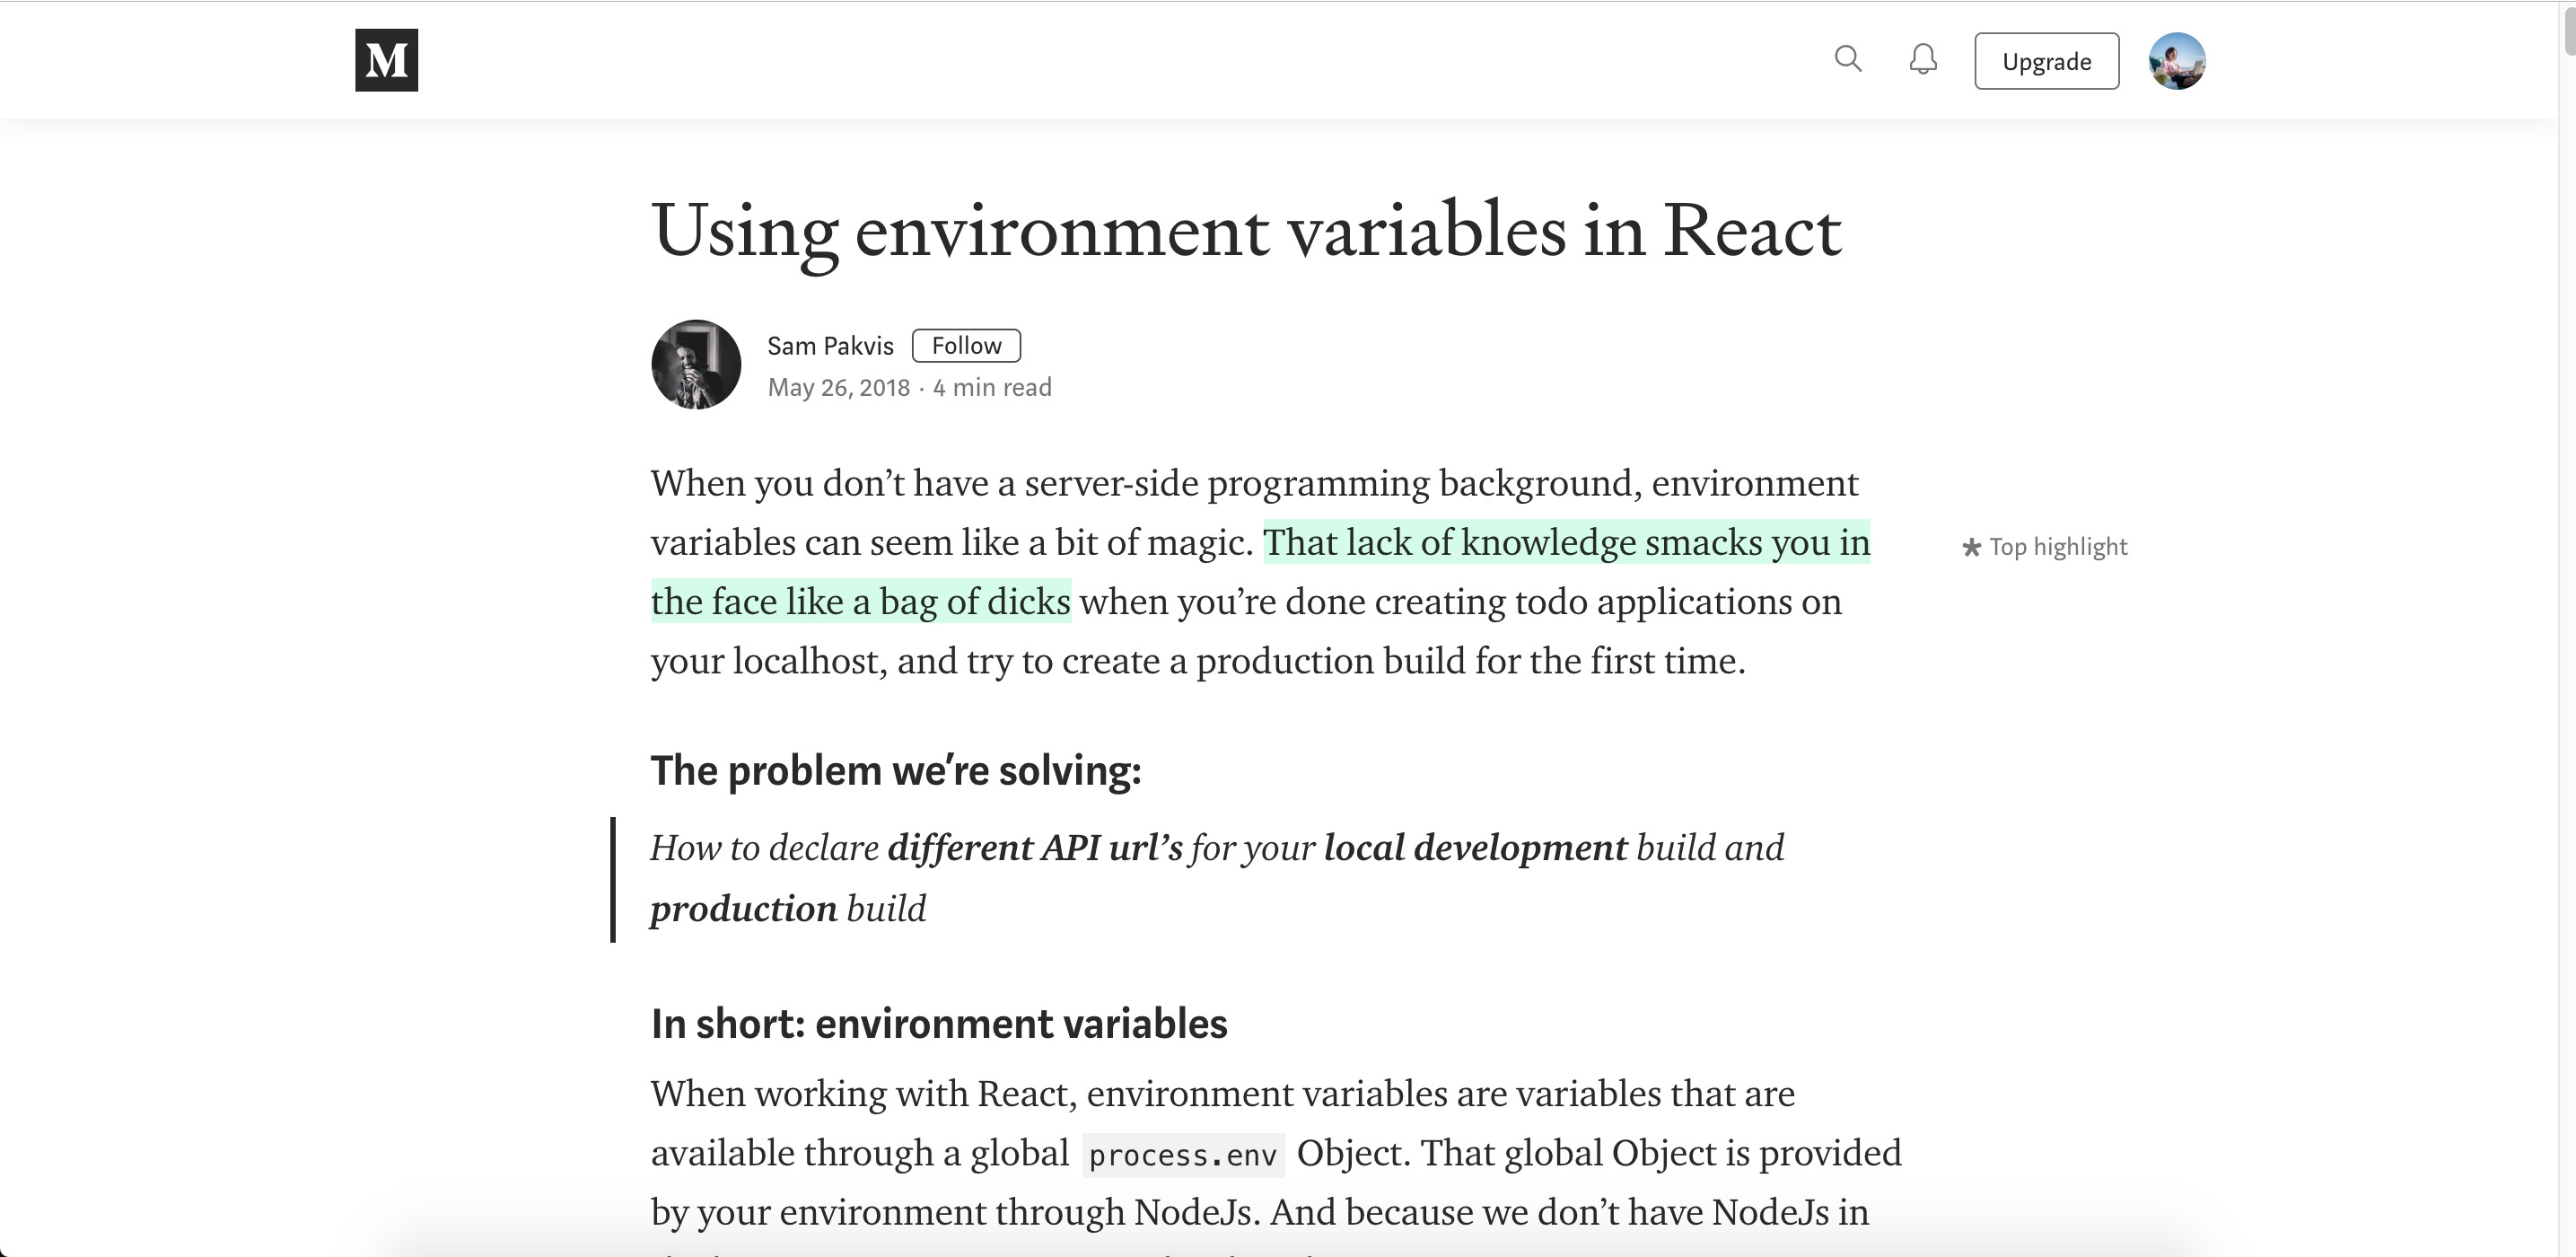 M
Upgrade
Using environment variables in React
Sam Pakvis Follow
May 26, 2018 · 4 min read
When you don’t have a server-side programming background, environment
variables can seem like a bit of magic. That lack of knowledge smacks you in
Top highlight
the face like a bag of dicks when you’re done creating todo applications on
your localhost, and try to create a production build for the first time.
The problem we’re solving:
How to declare different API url’s for your local development build and
production build
In short: environment variables
When working with React, environment variables are variables that are
available through a global process.env Object. That global Object is provided
by your environment through NodeJs. And because we don’t have NodeJs in